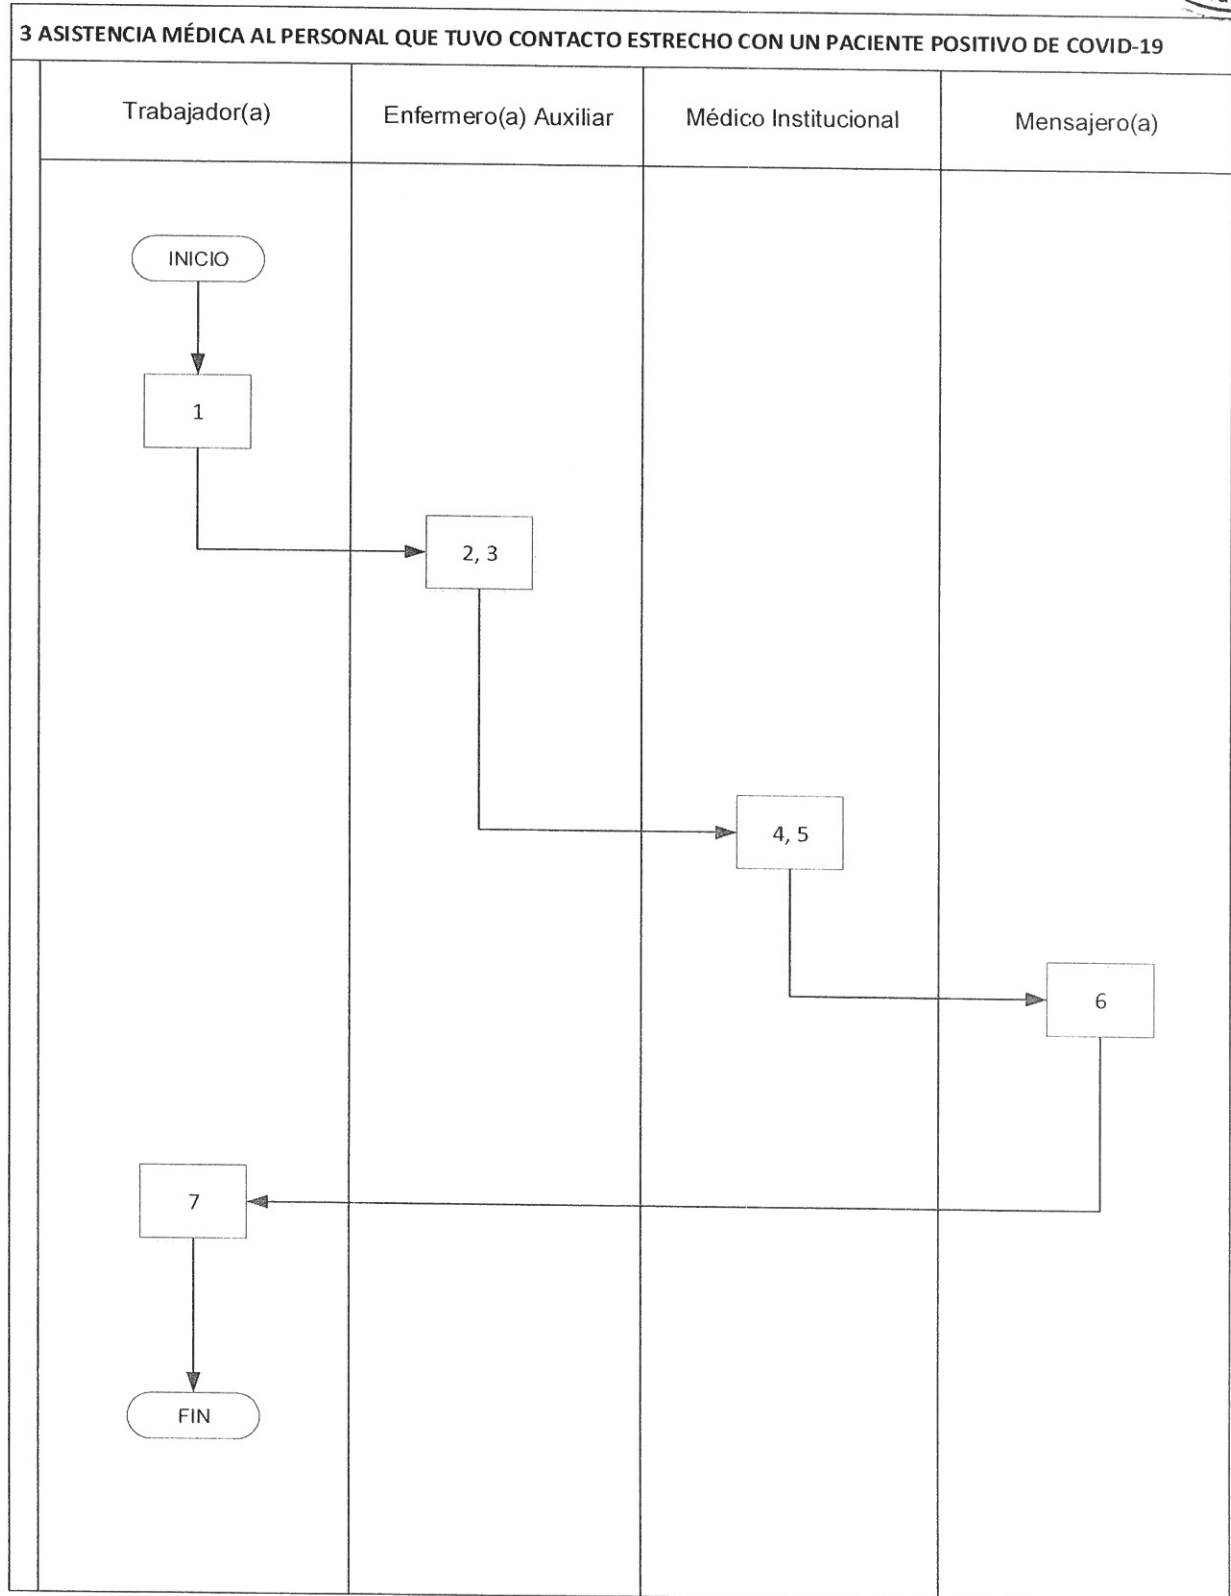 3 ASISTENCIA MÉDICA AL PERSONAL QUE TUVO CONTACTO ESTRECHO CON UN PACIENTE POSITIVO DE COVID-19
Trabajador(a)
Enfermero(a) Auxiliar
Médico Institucional
Mensajero(a)
INICIO
1
2, 3
4, 5
6
7
FIN